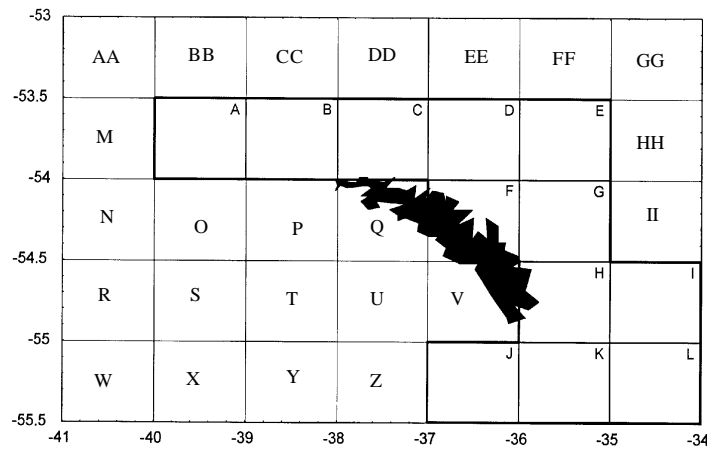 -53
AA BB CC DD EE FF GG
-53.5
A B C D E
M HH
-54
F G
N O P Q II
-54.5
H I
R S T U V
-55
J K L
W X Y Z
-55.5
-41 -40 -39 -38 -37 -36 -35 -34